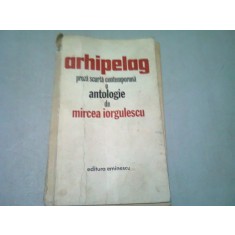 arhipelag
proză scurtă contemporană
o
antologie
de
mircea iorgulescu
editura eminescu